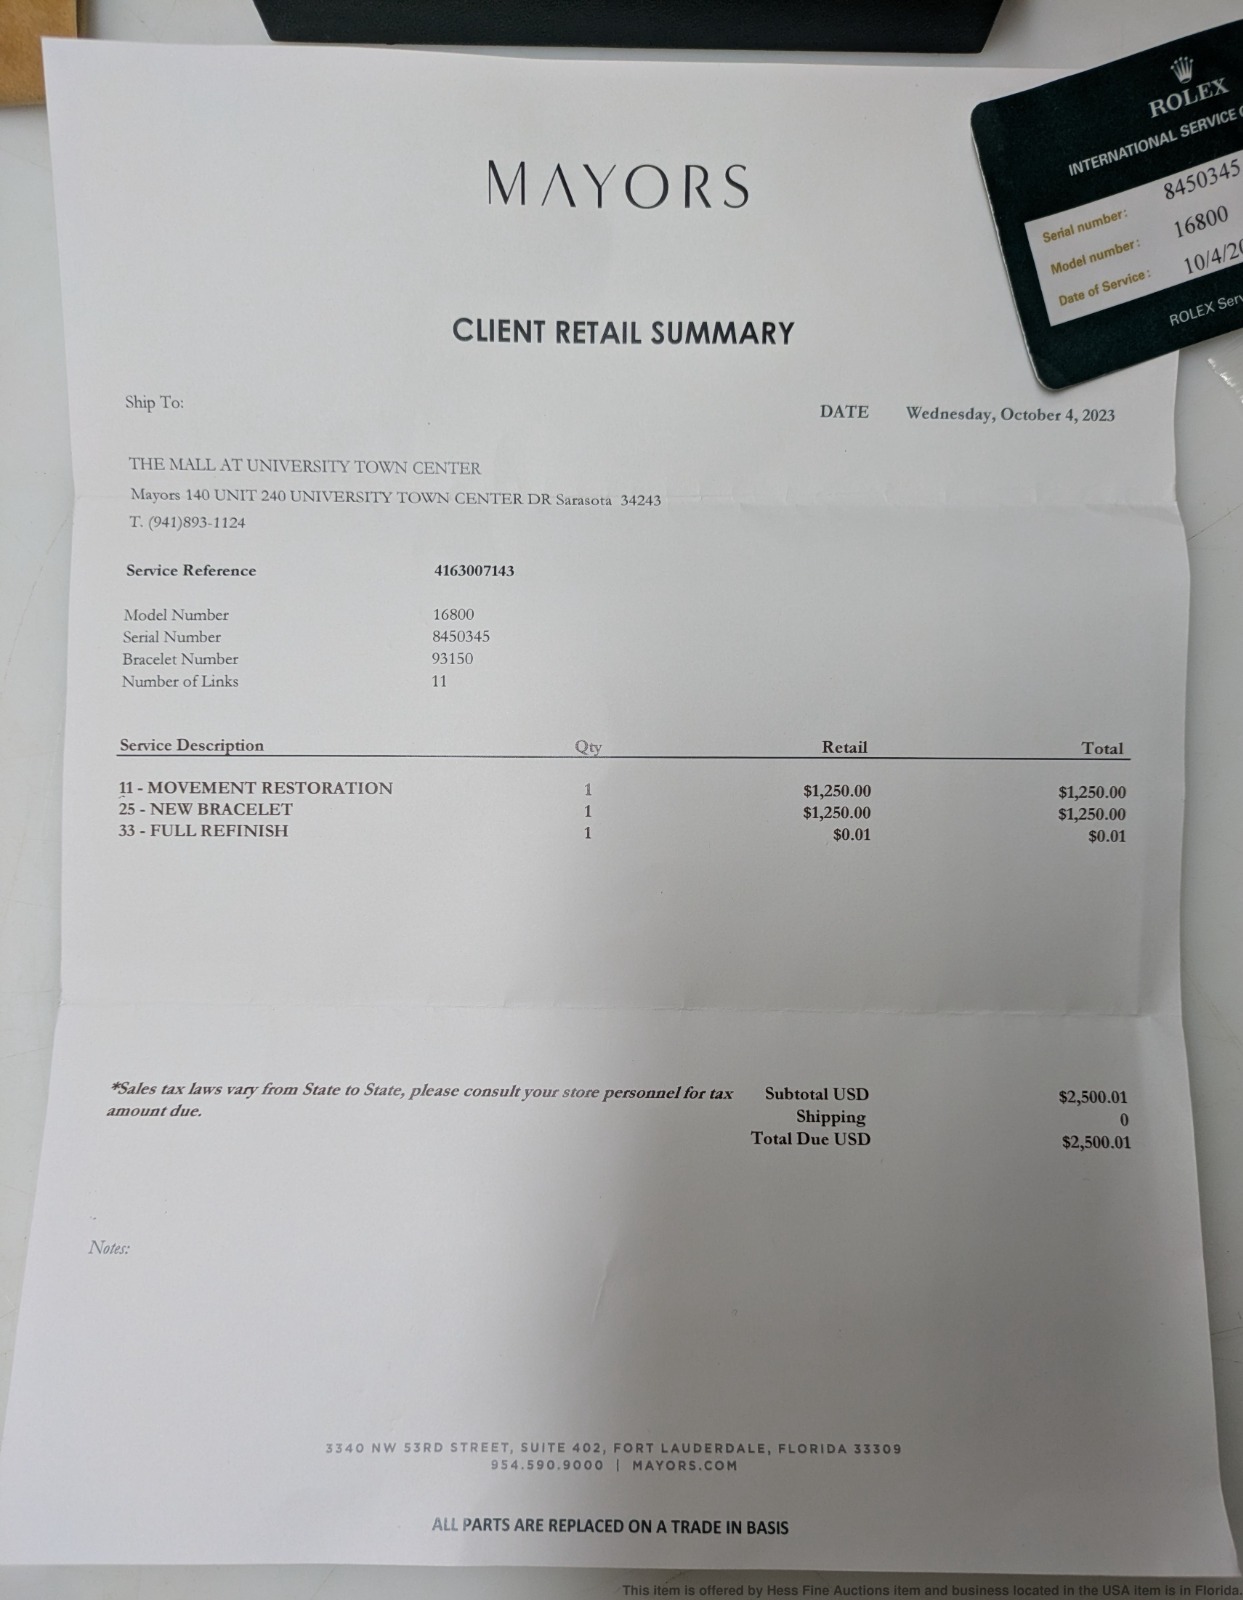 MAYORS
ROLEX
INTERNATIONAL SERVICE
Serial number: 8450345
Model number: 16800
Date of Service: 10/4/20
ROLEX Serv
CLIENT RETAIL SUMMARY
Ship To:
DATE Wednesday, October 4, 2023
THE MALL AT UNIVERSITY TOWN CENTER
Mayors 140 UNIT 240 UNIVERSITY TOWN CENTER DR Sarasota 34243
T. (941)893-1124
Service Reference 4163007143
Model Number 16800
Serial Number 8450345
Bracelet Number 93150
Number of Links 11
Service Description Qty Retail Total
11 - MOVEMENT RESTORATION 1 $1,250.00 $1,250.00
25 - NEW BRACELET 1 $1,250.00 $1,250.00
33 - FULL REFINISH 1 $0.01 $0.01
*Sales tax laws vary from State to State, please consult your store personnel for tax
amount due.
Subtotal USD $2,500.01
Shipping 0
Total Due USD $2,500.01
Notes:
3340 NW 53RD STREET, SUITE 402, FORT LAUDERDALE, FLORIDA 33309
954.590.9000 | MAYORS.COM
ALL PARTS ARE REPLACED ON A TRADE IN BASIS
This item is offered by Hess Fine Auctions item and business located in the USA item is in Florida.